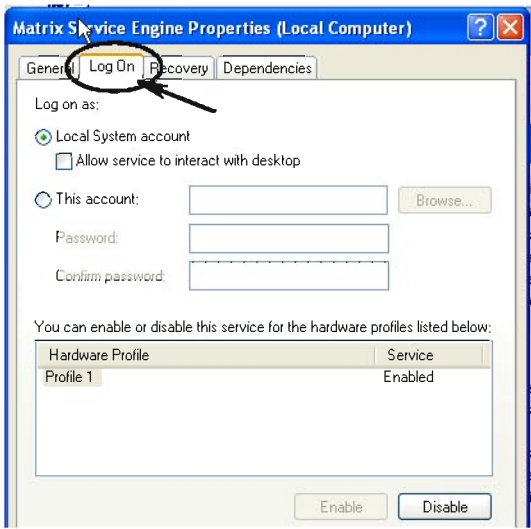 Matrix Service Engine Properties (Local Computer)
General Log On Recovery Dependencies
Log on as:
Local System account
Allow service to interact with desktop
This account:
Browse...
Password:
Confirm password:
You can enable or disable this service for the hardware profiles listed below:
Hardware Profile Service
Profile 1 Enabled
Enable Disable